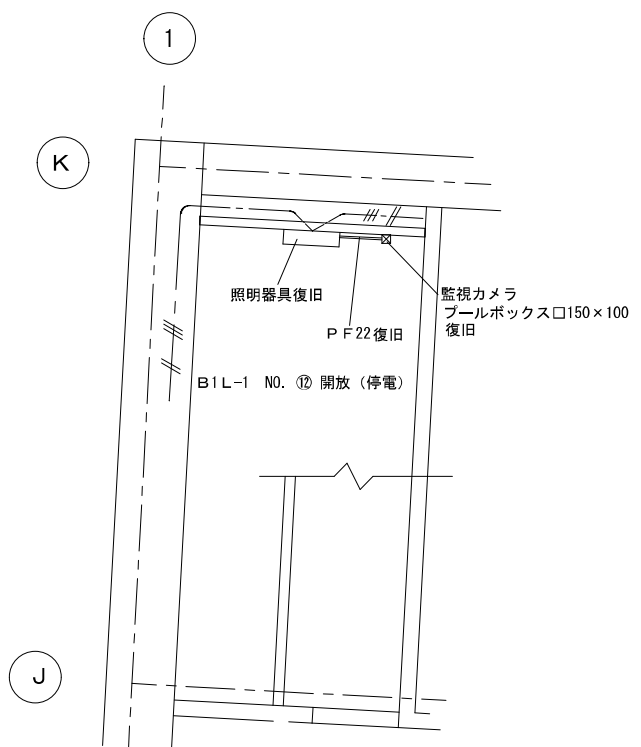 1
K
照明器具復旧
監視カメラ
プールボックス□150×100
復旧
ＰＦ22復旧
B1L-1 NO. ⑫ 開放（停電）
J